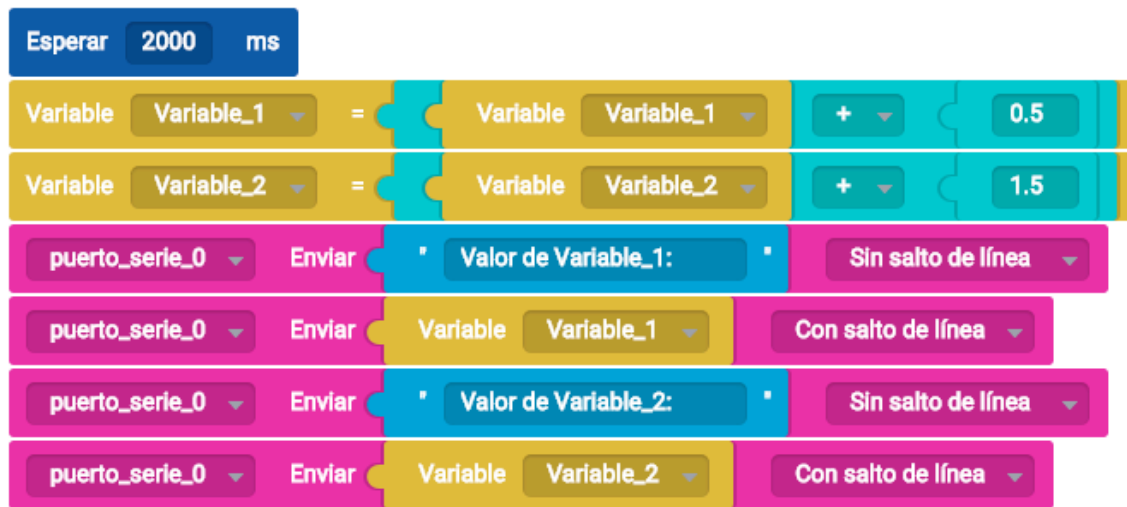 Esperar 2000 ms
Variable Variable_1 = Variable Variable_1 + 0.5
Variable Variable_2 = Variable Variable_2 + 1.5
puerto_serie_0 Enviar " Valor de Variable_1: " Sin salto de línea
puerto_serie_0 Enviar Variable Variable_1 Con salto de línea
puerto_serie_0 Enviar " Valor de Variable_2: " Sin salto de línea
puerto_serie_0 Enviar Variable Variable_2 Con salto de línea